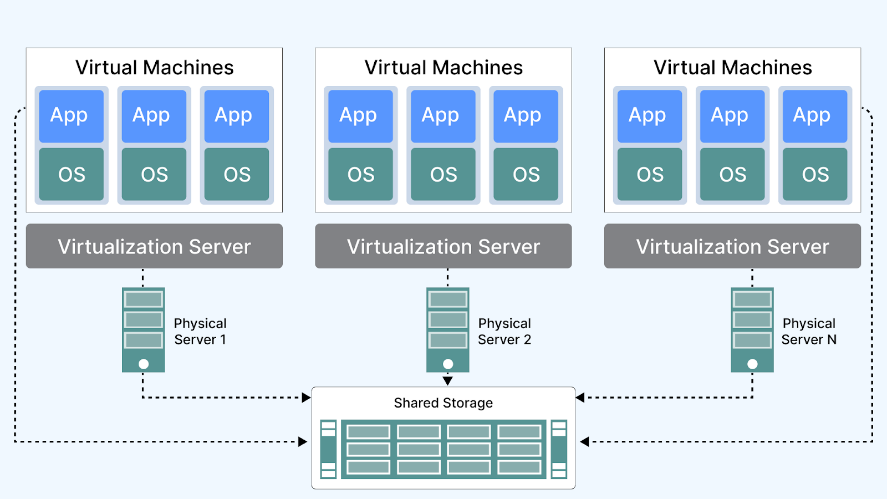 Virtual Machines Virtual Machines Virtual Machines
App App App App App App App App App
OS OS OS OS OS OS OS OS OS
Virtualization Server Virtualization Server Virtualization Server
Physical
Server 1
Physical
Server 2
Physical
Server N
Shared Storage